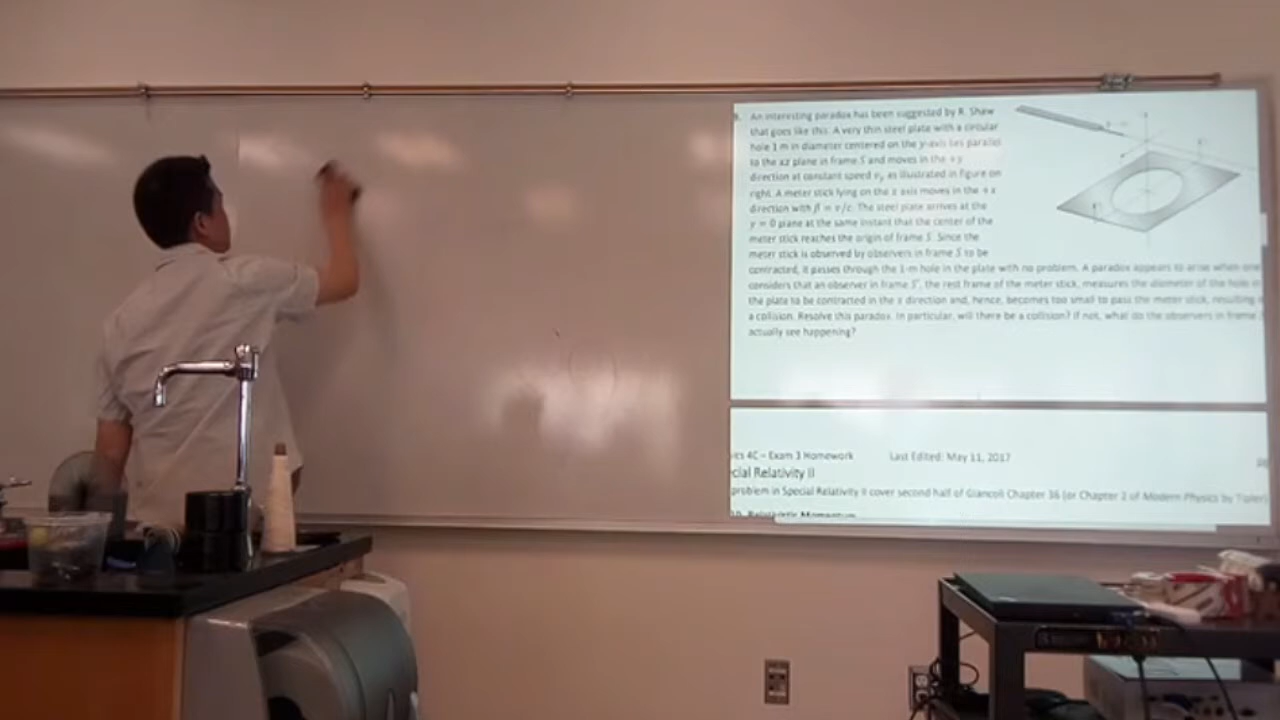 An interesting paradox has been suggested by R. Shaw
that goes like this. A very thin steel plate with a circular
hole 1 m in diameter centered on the y-axis lies parallel
to the xz plane in frame S and moves in the +y
direction at constant speed as illustrated in figure on
right. A meter stick lying on the x axis moves in the +x
direction with β = v/c. The steel plate arrives at the
y = 0 plane at the same instant that the center of the
meter stick reaches the origin of frame S. Since the
meter stick is observed by observers in frame S to be
contracted, it passes through the 1-m hole in the plate with no problem. A paradox appears to arise when one
considers that an observer in frame S', the rest frame of the meter stick, measures the diameter of the hole in
the plate to be contracted in the x direction and, hence, becomes too small to pass the meter stick, resulting
a collision. Resolve this paradox. In particular, will there be a collision? If not, what do the observers in frame
actually see happening?
4C – Exam 3 Homework Last Edited: May 11, 2017
cial Relativity II
problem in Special Relativity II cover second half of Giancoli Chapter 36 (or Chapter 2 of Modern Physics by Tipler
Relativistic Momentum